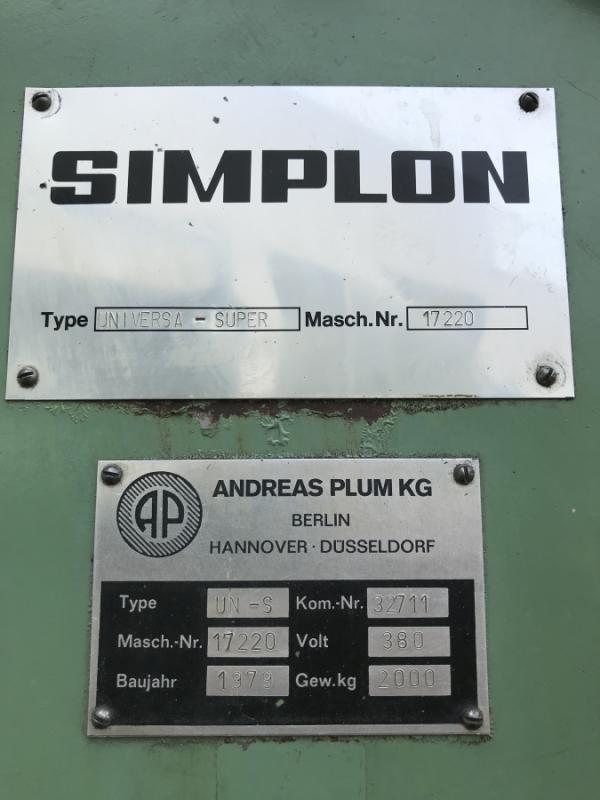 SIMPLON
Type UNIVERSA - SUPER Masch.Nr. 17220
AP
ANDREAS PLUM KG
BERLIN
HANNOVER · DÜSSELDORF
Type UN -S Kom.-Nr. 32711
Masch.-Nr. 17220 Volt 380
Baujahr 1979 Gew.kg 2000